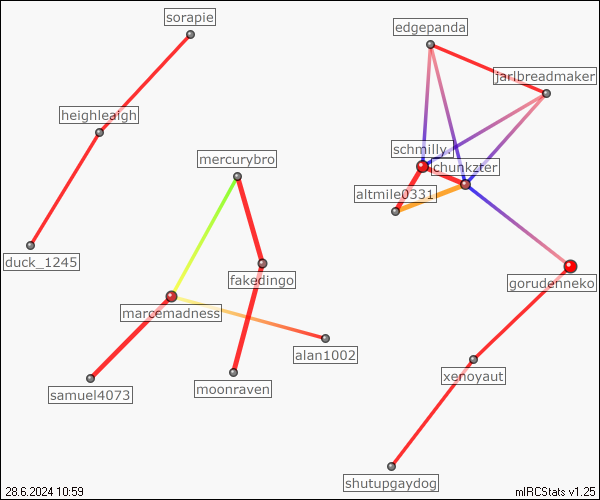 sorapie
edgepanda
jarlbreadmaker
heighleaigh
schmilly.
mercurybro
chunkzter
altmile0331
duck_1245
fakedingo
gorudenneko
marcemadness
alan1002
xenoyaut
samuel4073
moonraven
shutupgaydog
28.6.2024 10:59
mIRCStats v1.25